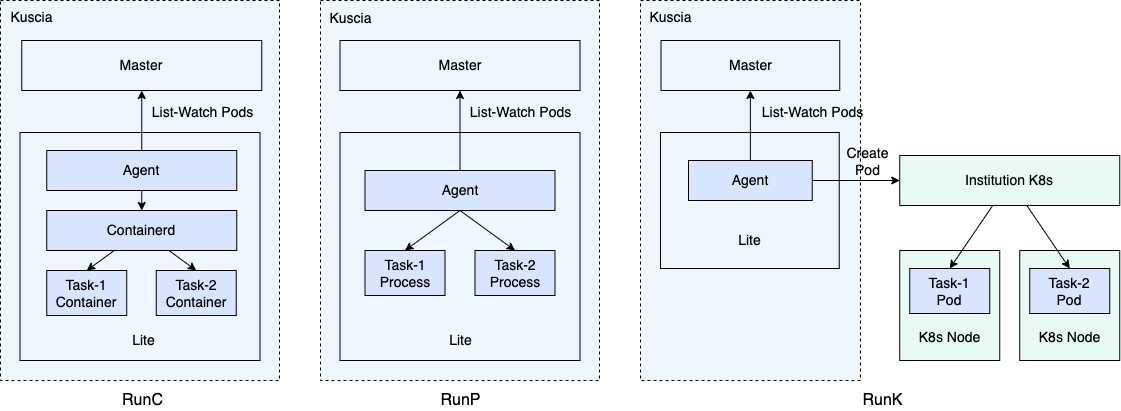 Kuscia
Master
List-Watch Pods
Agent
Containerd
Task-1
Container
Task-2
Container
Lite
RunC
Kuscia
Master
List-Watch Pods
Agent
Task-1
Process
Task-2
Process
Lite
RunP
Kuscia
Master
List-Watch Pods
Agent
Lite
Create
Pod
Institution K8s
Task-1
Pod
K8s Node
Task-2
Pod
K8s Node
RunK